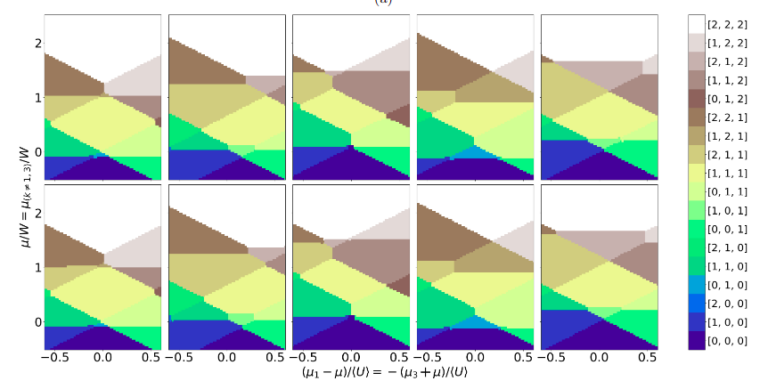 (a)
2
1
0
μ/W = μ(k≠1,3)/W
2
1
0
−0.5 0.0 0.5 −0.5 0.0 0.5 −0.5 0.0 0.5 −0.5 0.0 0.5 −0.5 0.0 0.5
(μ₁ − μ)/⟨U⟩ = −(μ₃ + μ)/⟨U⟩
[2, 2, 2]
[1, 2, 2]
[2, 1, 2]
[1, 1, 2]
[0, 1, 2]
[2, 2, 1]
[1, 2, 1]
[2, 1, 1]
[1, 1, 1]
[0, 1, 1]
[1, 0, 1]
[0, 0, 1]
[2, 1, 0]
[1, 1, 0]
[0, 1, 0]
[2, 0, 0]
[1, 0, 0]
[0, 0, 0]